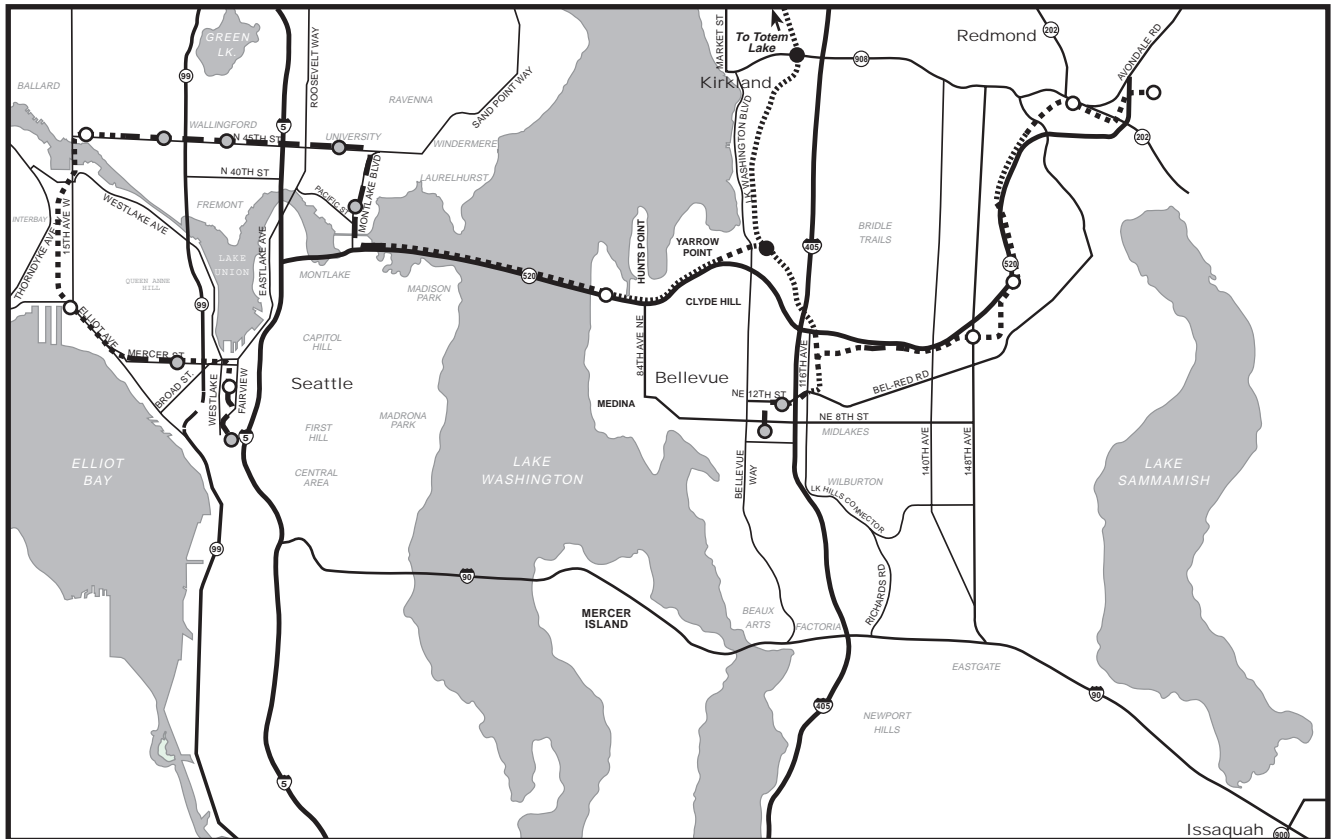 GREEN
LK.
MARKET ST
To Totem
Lake
Redmond
202
AVONDALE RD
99
ROOSEVELT WAY
908
BALLARD
Kirkland
RAVENNA
SAND POINT WAY
5
WALLINGFORD
N 45TH ST
UNIVERSITY
WINDERMERE
LK WASHINGTON BLVD
202
N 40TH ST
LAURELHURST
PACIFIC ST
MONTLAKE BLVD
INTERBAY
15TH AVE W
THORNDYKE AVE
WESTLAKE AVE
FREMONT
EASTLAKE AVE
LAKE
UNION
HUNTS POINT
YARROW
POINT
405
BRIDLE
TRAILS
520
QUEEN ANNE
HILL
MONTLAKE
520
MADISON
PARK
CLYDE HILL
99
ELLIOT AVE
CAPITOL
HILL
84TH AVE NE
116TH AVE
MERCER ST
BROAD ST.
WESTLAKE
FAIRVIEW
Seattle
Bellevue
BEL-RED RD
NE 12TH ST
MEDINA
MADRONA
PARK
NE 8TH ST
FIRST
HILL
5
MIDLAKES
140TH AVE
148TH AVE
ELLIOT
BAY
LAKE
WASHINGTON
LAKE
SAMMAMISH
CENTRAL
AREA
BELLEVUE
WAY
WILBURTON
LK HILLS CONNECTOR
99
90
RICHARDS RD
MERCER
ISLAND
BEAUX
ARTS
FACTORIA
EASTGATE
90
405
NEWPORT
HILLS
5
Issaquah
900